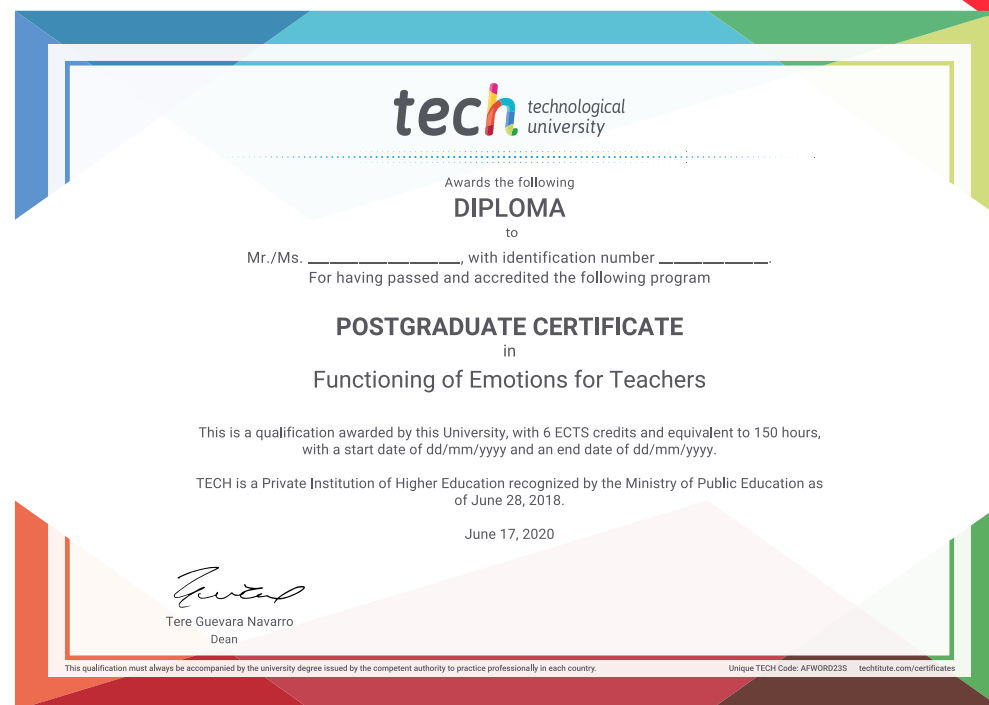 tech technological
university
Awards the following
DIPLOMA
to
Mr./Ms. ____________________, with identification number ______________.
For having passed and accredited the following program
POSTGRADUATE CERTIFICATE
in
Functioning of Emotions for Teachers
This is a qualification awarded by this University, with 6 ECTS credits and equivalent to 150 hours,
with a start date of dd/mm/yyyy and an end date of dd/mm/yyyy.
TECH is a Private Institution of Higher Education recognized by the Ministry of Public Education as
of June 28, 2018.
June 17, 2020
Tere Guevara Navarro
Dean
This qualification must always be accompanied by the university degree issued by the competent authority to practice professionally in each country. Unique TECH Code: AFWORD23S techtitute.com/certificates